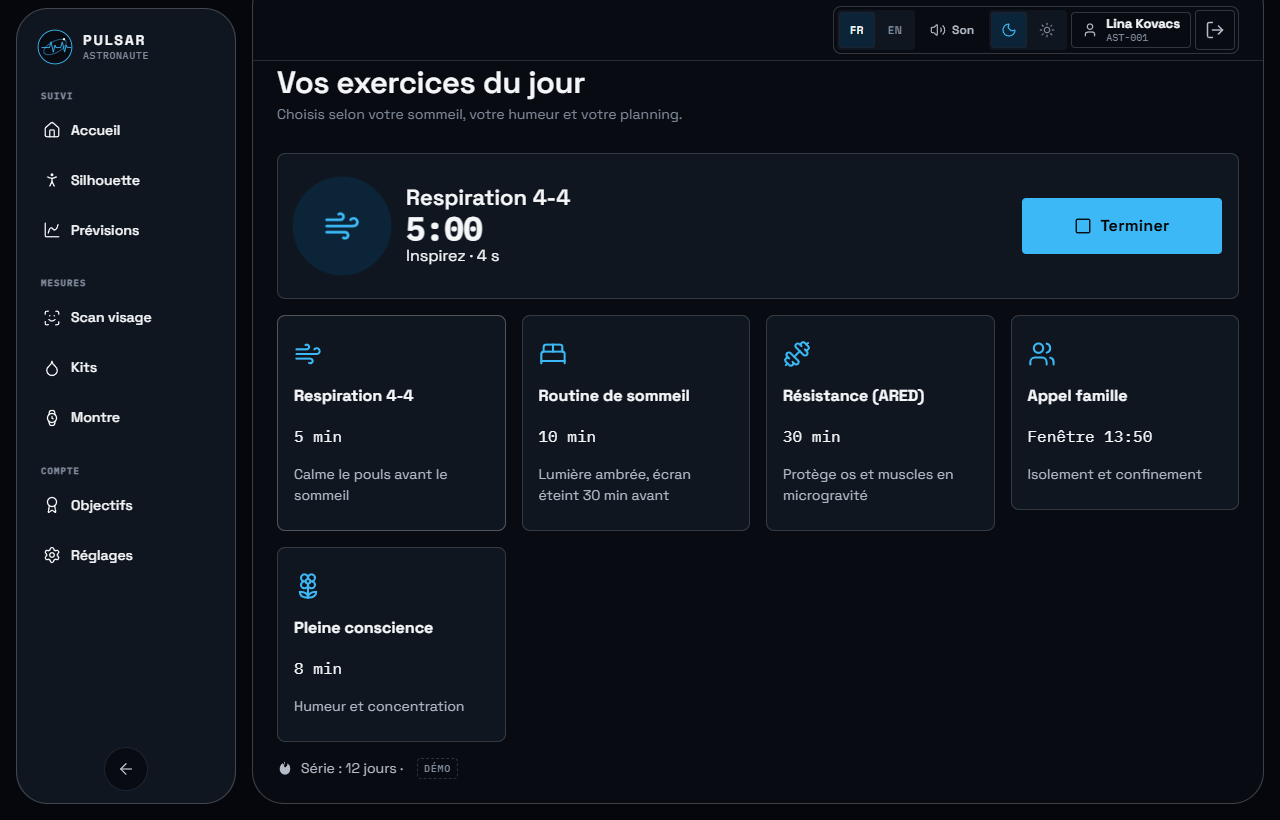 PULSAR
ASTRONAUTE
SUIVI
Accueil
Silhouette
Prévisions
MESURES
Scan visage
Kits
Montre
COMPTE
Objectifs
Réglages
FR
EN
Son
Lina Kovacs
AST-001
Vos exercices du jour
Choisis selon votre sommeil, votre humeur et votre planning.
Respiration 4-4
5:00
Inspirez · 4 s
Terminer
Respiration 4-4
5 min
Calme le pouls avant le
sommeil
Routine de sommeil
10 min
Lumière ambrée, écran
éteint 30 min avant
Résistance (ARED)
30 min
Protège os et muscles en
microgravité
Appel famille
Fenêtre 13:50
Isolement et confinement
Pleine conscience
8 min
Humeur et concentration
Série : 12 jours ·
DÉMO